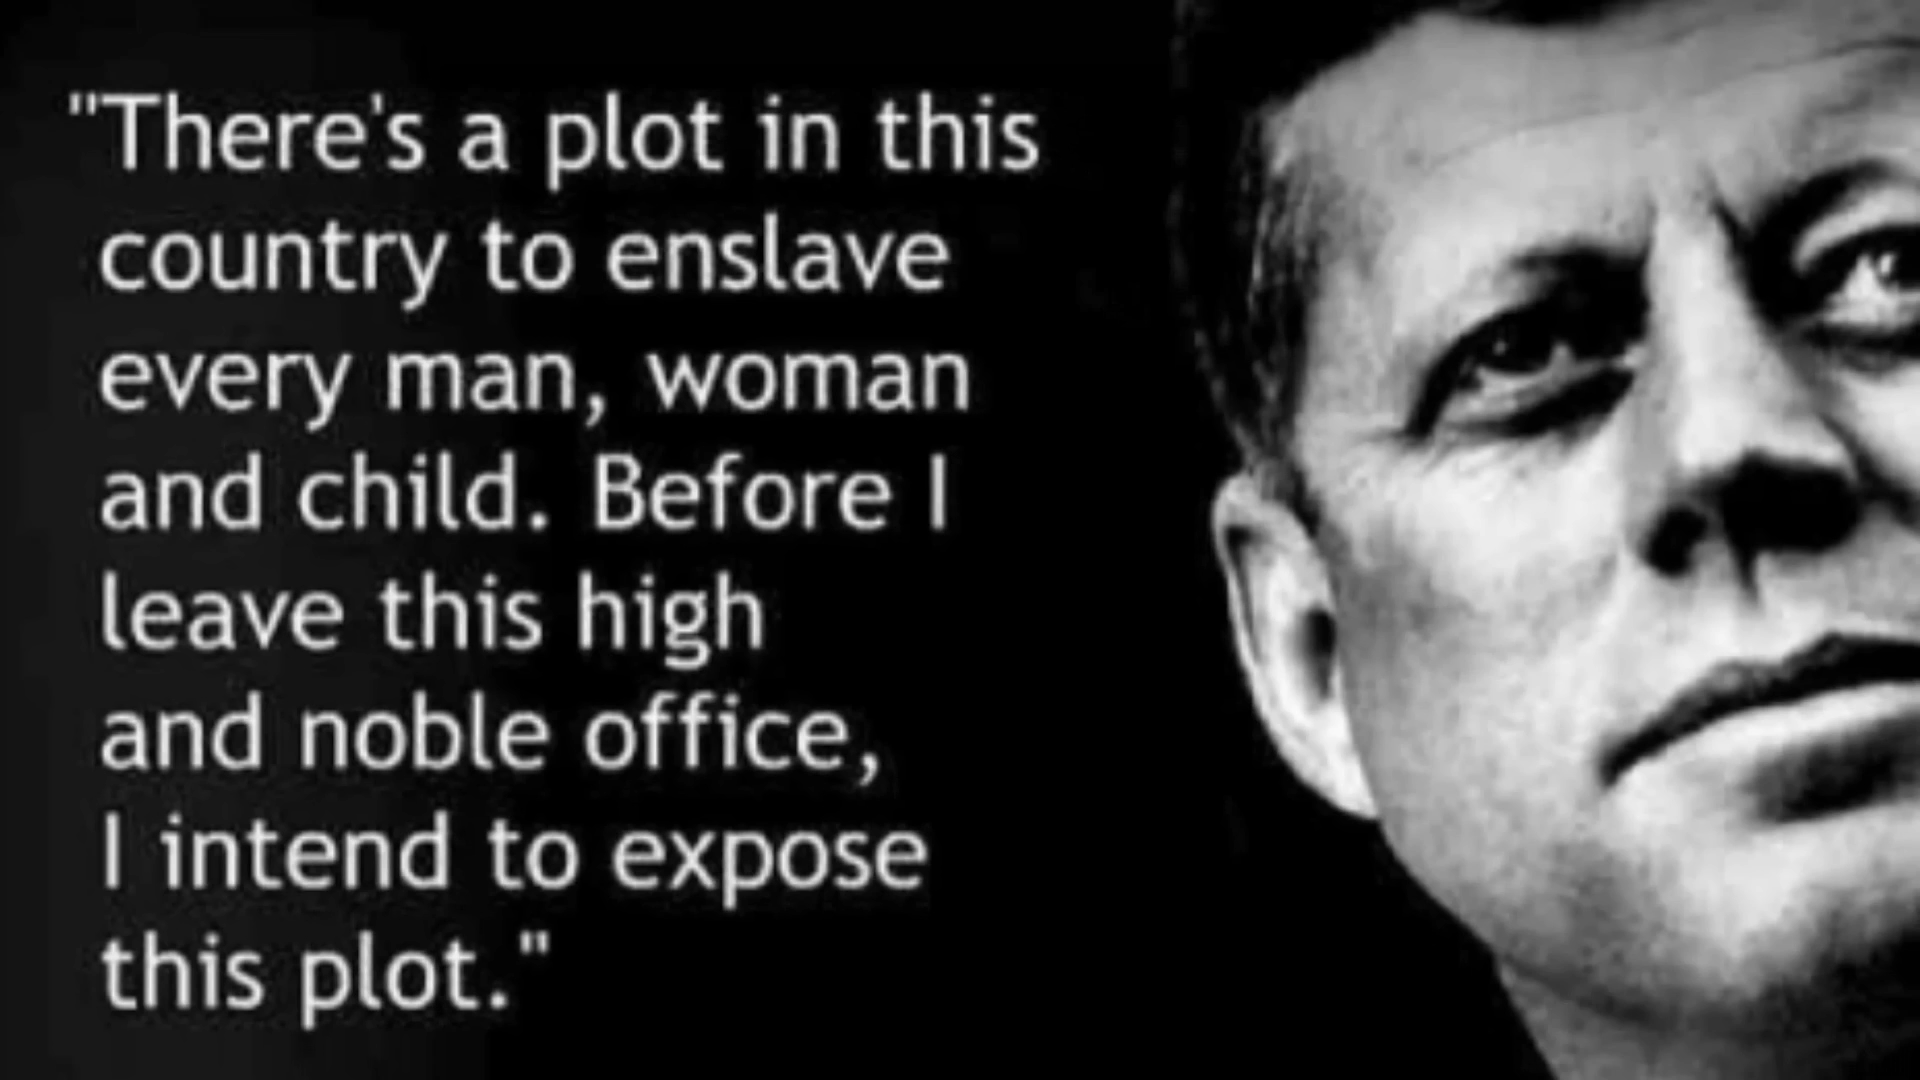 "There's a plot in this
country to enslave
every man, woman
and child. Before I
leave this high
and noble office,
I intend to expose
this plot."